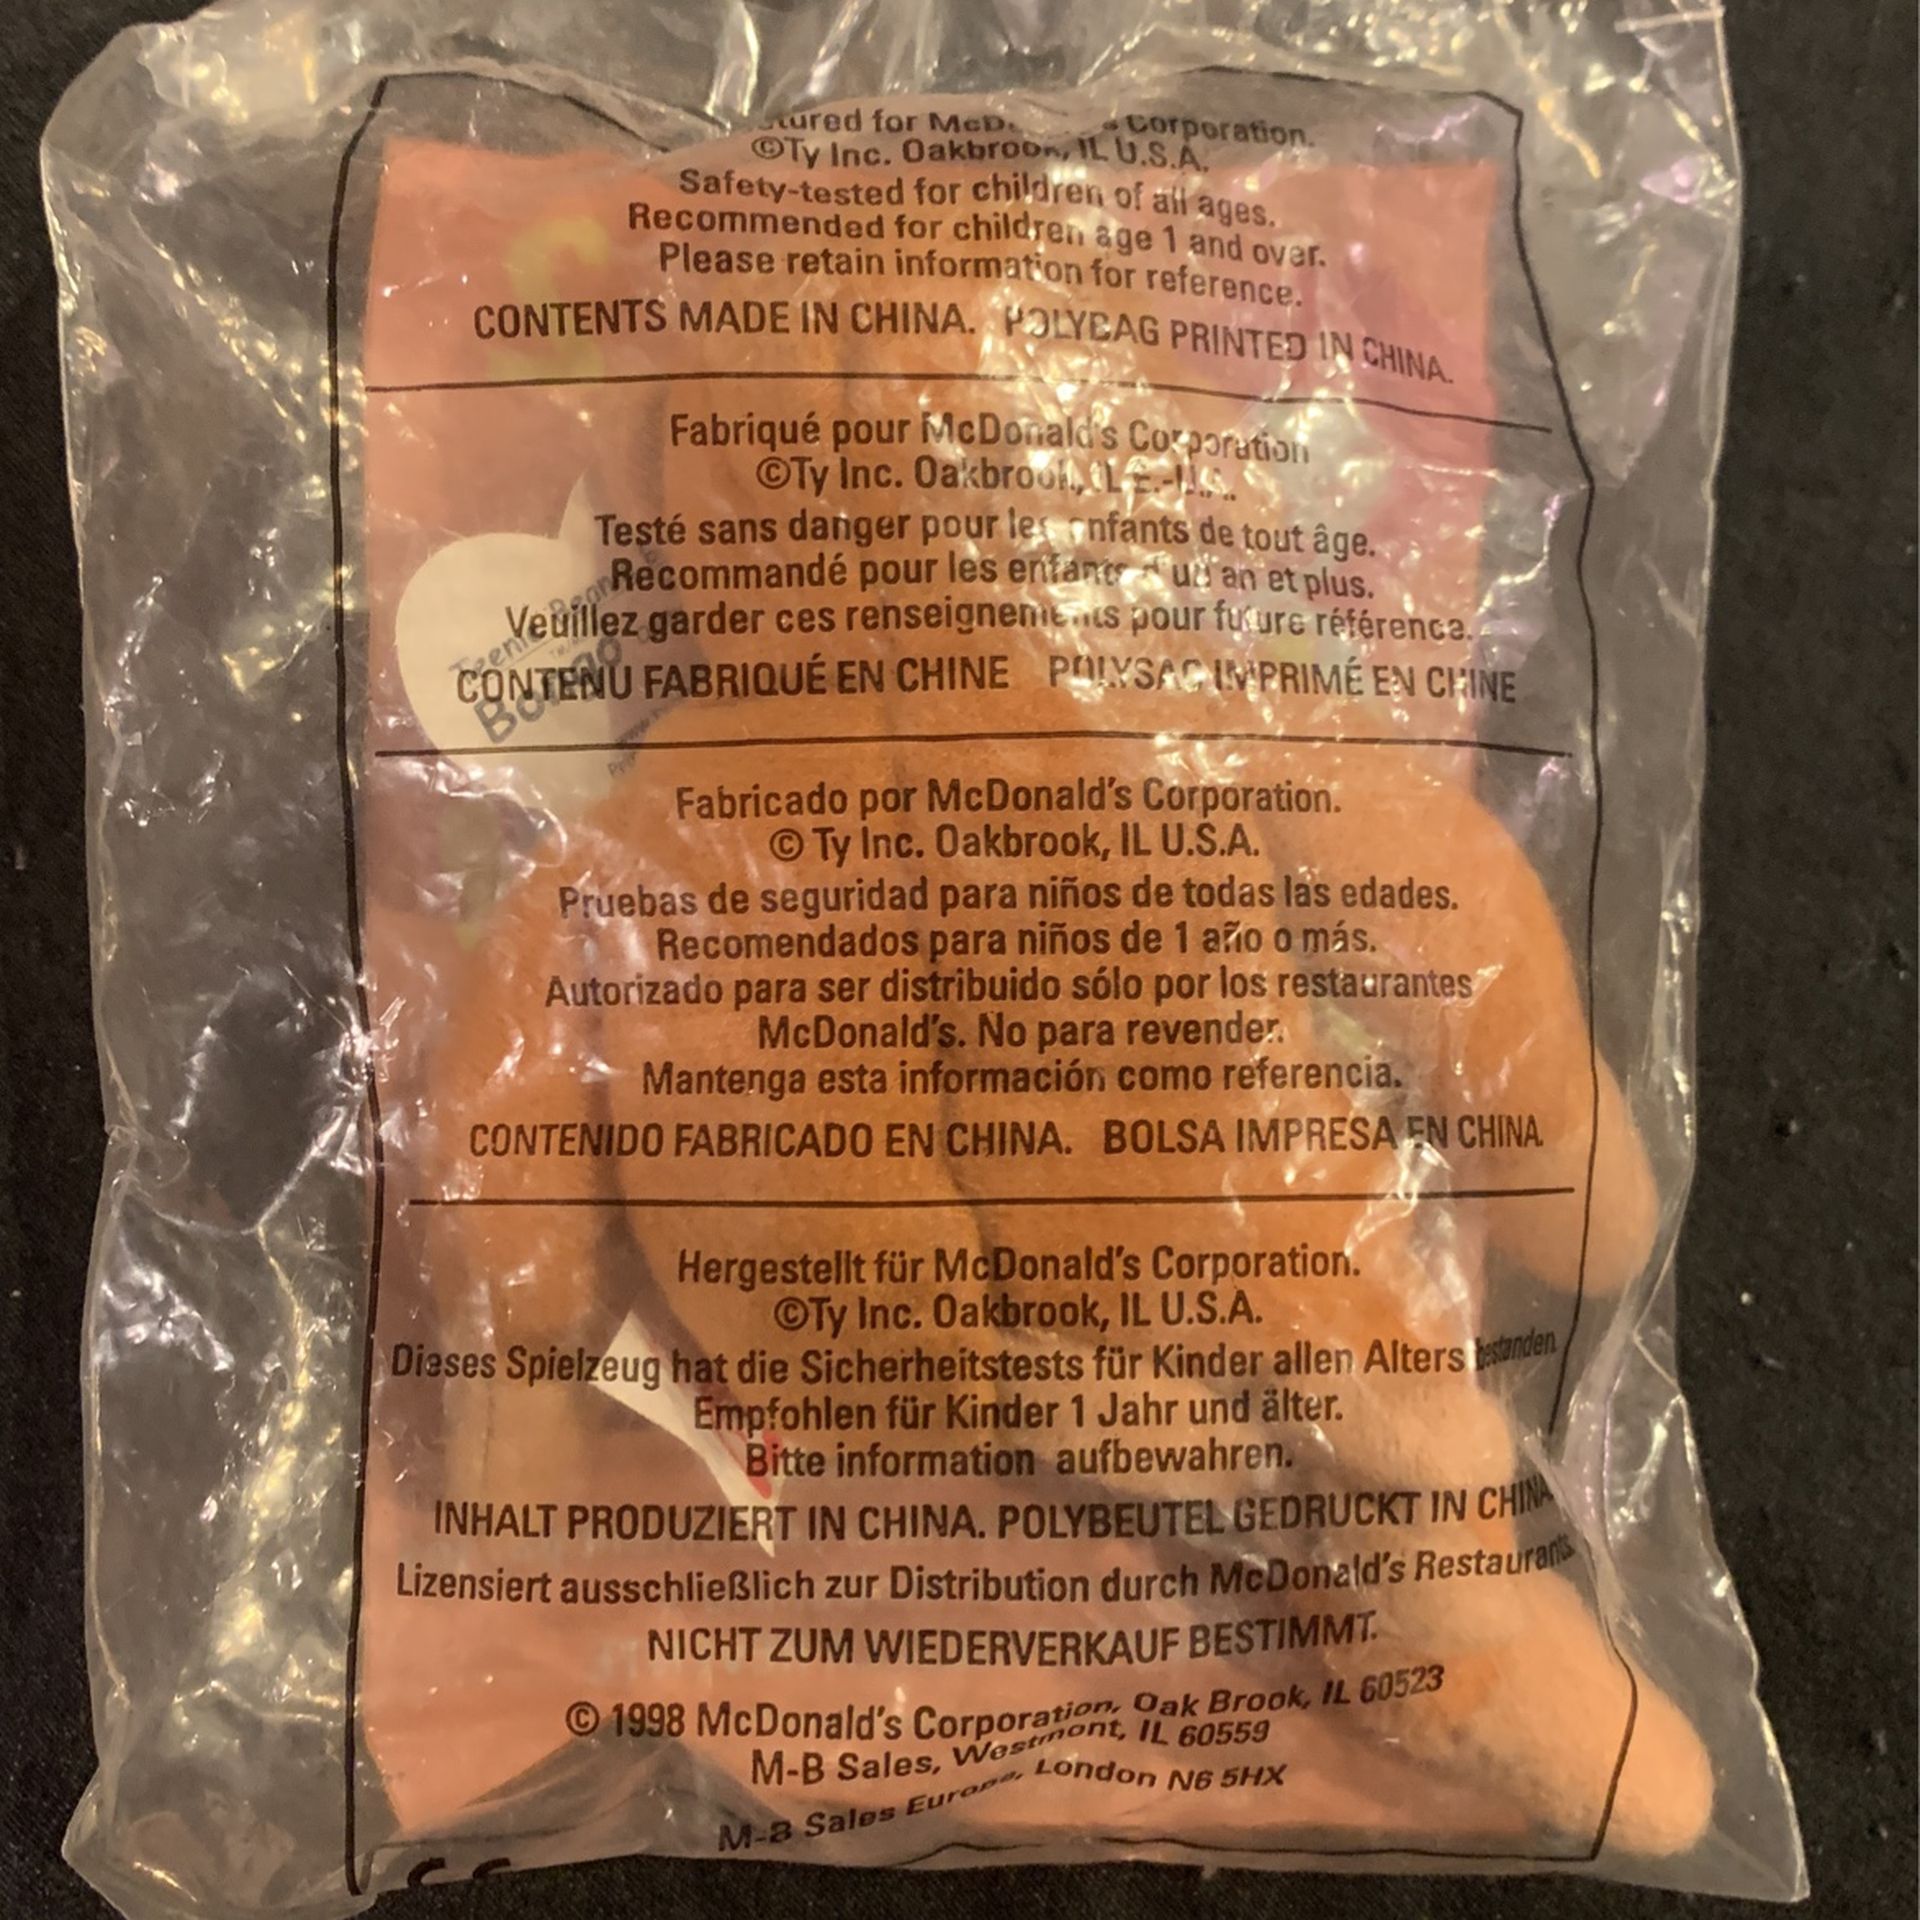 tured for McD Corporation.
©Ty Inc. Oakbrook, IL U.S.A.
Safety-tested for children of all ages.
Recommended for children age 1 and over.
Please retain information for reference.
CONTENTS MADE IN CHINA. POLYBAG PRINTED IN CHINA.
Fabriqué pour McDonald's Corporation
©Ty Inc. Oakbrook, IL E.-U.
Testé sans danger pour les enfants de tout âge.
Recommandé pour les enfants d'un an et plus.
Veuillez garder ces renseignements pour future référence.
CONTENU FABRIQUÉ EN CHINE POLYSAC IMPRIMÉ EN CHINE
Fabricado por McDonald's Corporation.
© Ty Inc. Oakbrook, IL U.S.A.
Pruebas de seguridad para niños de todas las edades.
Recomendados para niños de 1 año o más.
Autorizado para ser distribuido sólo por los restaurantes
McDonald's. No para revender.
Mantenga esta información como referencia.
CONTENIDO FABRICADO EN CHINA. BOLSA IMPRESA EN CHINA.
Hergestellt für McDonald's Corporation.
©Ty Inc. Oakbrook, IL U.S.A.
Dieses Spielzeug hat die Sicherheitstests für Kinder allen Alters bestanden
Empfohlen für Kinder 1 Jahr und älter.
Bitte information aufbewahren.
INHALT PRODUZIERT IN CHINA. POLYBEUTEL GEDRUCKT IN CHINA
Lizensiert ausschließlich zur Distribution durch McDonald's Restaurants.
NICHT ZUM WIEDERVERKAUF BESTIMMT.
© 1998 McDonald's Corporation, Oak Brook, IL 60523
M-B Sales, Westmont, IL 60559
M-B Sales Europe, London N6 5HX